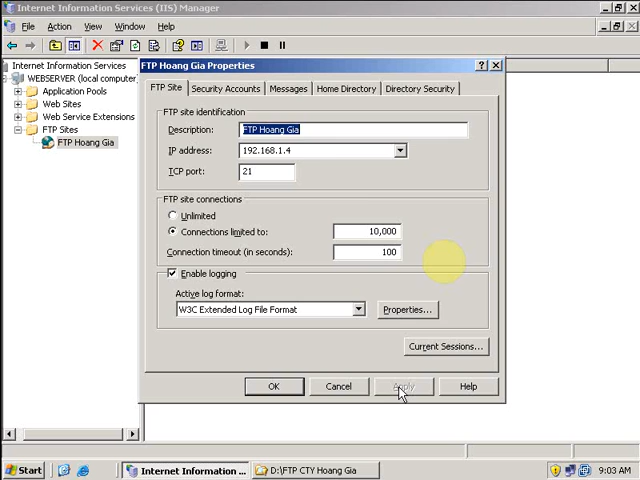 Internet Information Services (IIS) Manager
File Action View Window Help
Internet Information Services
WEBSERVER (local computer)
Application Pools
Web Sites
Web Service Extensions
FTP Sites
FTP Hoang Gia
FTP Hoang Gia Properties
FTP Site Security Accounts Messages Home Directory Directory Security
FTP site identification
Description: FTP Hoang Gia
IP address: 192.168.1.4
TCP port: 21
FTP site connections
Unlimited
Connections limited to: 10,000
Connection timeout (in seconds): 100
Enable logging
Active log format:
W3C Extended Log File Format Properties...
Current Sessions...
OK Cancel Apply Help
Start Internet Information ... D:\FTP CTY Hoang Gia 9:03 AM